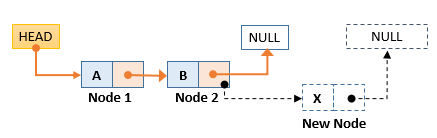 HEAD
NULL
NULL
A
B
Node 1
Node 2
X
New Node